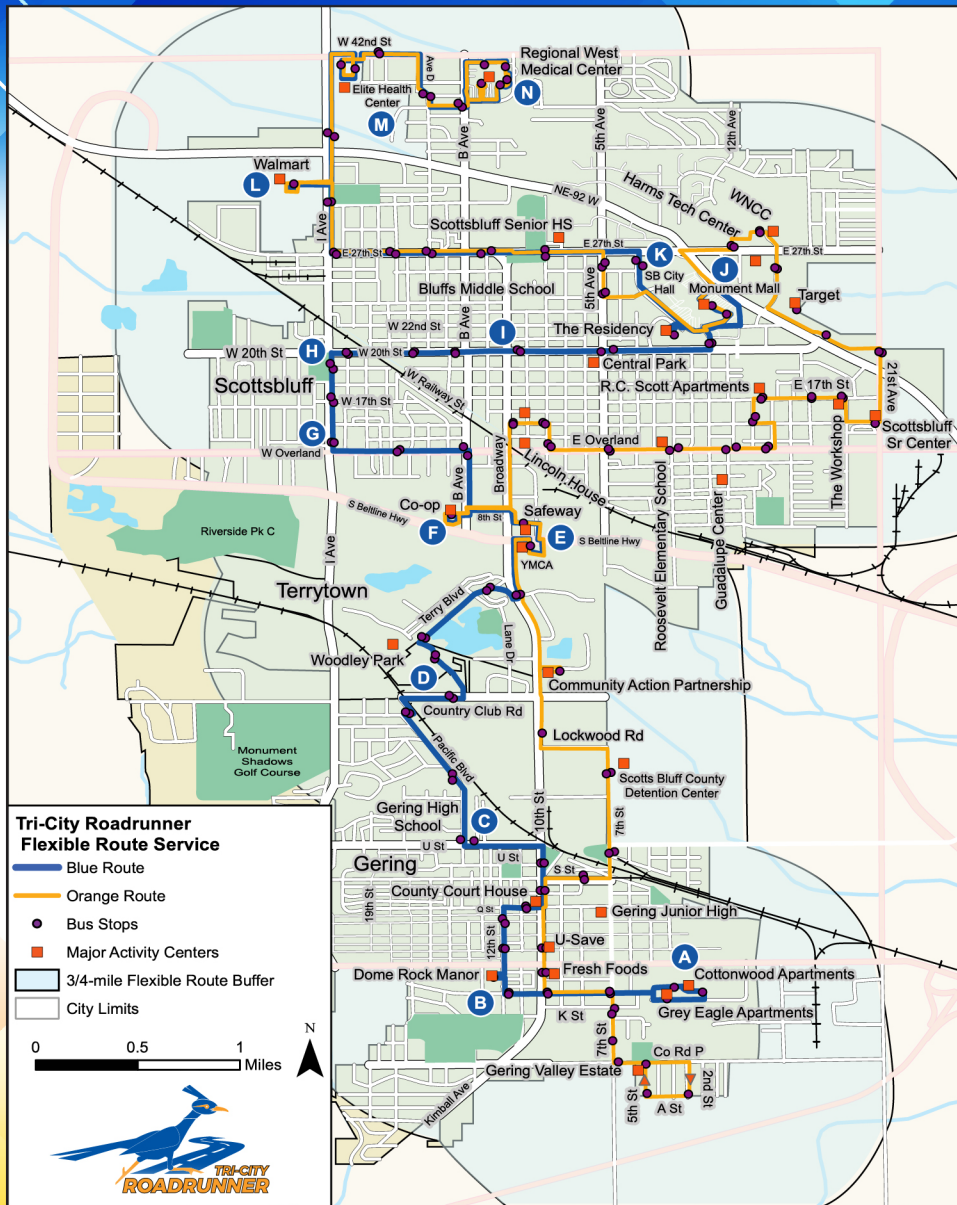 W 42nd St
Ave D
Regional West
Medical Center
N
Elite Health
Center
M
B Ave
5th Ave
12th Ave
Walmart
L
I Ave
NE-92 W
Harms Tech Center
WNCC
Scottsbluff Senior HS
E 27th St
E 27th St
E 27th St
K
J
SB City
Hall
Monument Mall
Bluffs Middle School
5th Ave
Target
W 22nd St
B Ave
The Residency
I
H
W 20th St
W 20th St
Central Park
Scottsbluff
W Railway St
R.C. Scott Apartments
E 17th St
21st Ave
W 17th St
G
W Overland
Broadway
E Overland
Scottsbluff
Sr Center
The Workshop
Lincoln House
B Ave
Co-op
S Beltline Hwy
8th St
Safeway
F
E
S Beltline Hwy
Riverside Pk C
YMCA
Roosevelt Elementary School
Guadalupe Center
I Ave
Terrytown
Terry Blvd
Lane Dr
Woodley Park
D
Community Action Partnership
Country Club Rd
Lockwood Rd
Monument
Shadows
Golf Course
Pacific Blvd
Scotts Bluff County
Detention Center
Gering High
School
C
10th St
7th St
U St
U St
Gering
S St
19th St
County Court House
Q St
Gering Junior High
12th St
U-Save
A
Dome Rock Manor
Fresh Foods
Cottonwood Apartments
B
K St
Grey Eagle Apartments
7th St
Co Rd P
Gering Valley Estate
5th St
2nd St
A St
Kimball Ave
Tri-City Roadrunner
Flexible Route Service
Blue Route
Orange Route
Bus Stops
Major Activity Centers
3/4-mile Flexible Route Buffer
City Limits
N
0 0.5 1
Miles
TRI-CITY
ROADRUNNER